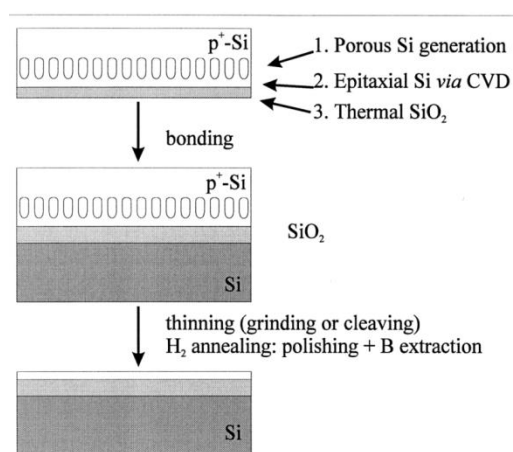 p⁺-Si
1. Porous Si generation
2. Epitaxial Si via CVD
3. Thermal SiO₂
bonding
p⁺-Si
SiO₂
Si
thinning (grinding or cleaving)
H₂ annealing: polishing + B extraction
Si